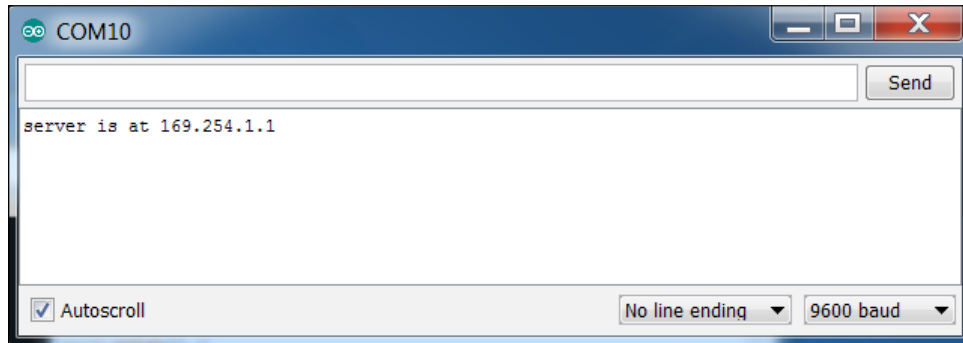 COM10
Send
server is at 169.254.1.1
Autoscroll
No line ending
9600 baud